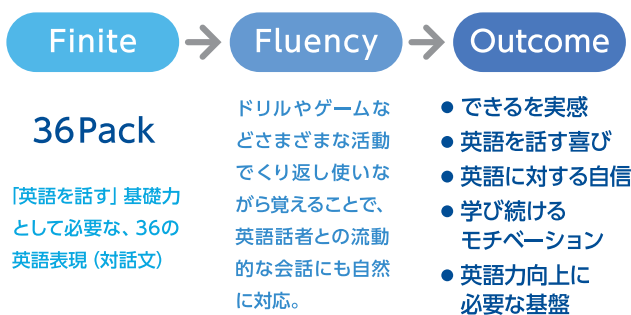 Finite
Fluency
Outcome
36Pack
「英語を話す」基礎力
として必要な、36の
英語表現（対話文）
ドリルやゲームな
どさまざまな活動
でくり返し使いな
がら覚えることで、
英語話者との流動
的な会話にも自然
に対応。
● できるを実感
● 英語を話す喜び
● 英語に対する自信
● 学び続ける
モチベーション
● 英語力向上に
必要な基盤